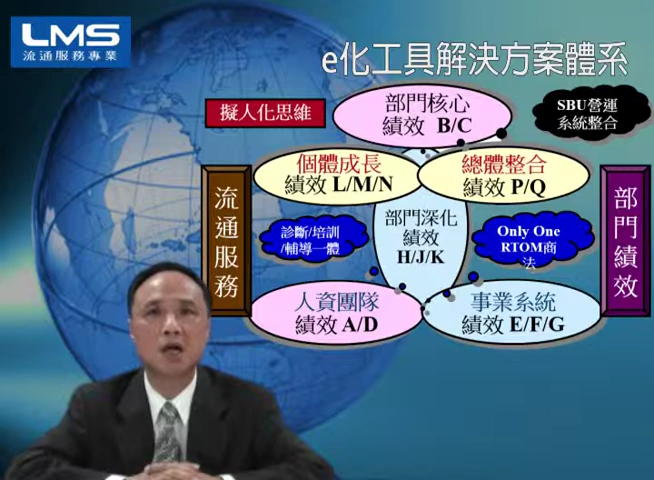 LMS
流通服務專業
e化工具解決方案體系
擬人化思維
部門核心
績效 B/C
SBU營運
系統整合
個體成長
績效 L/M/N
總體整合
績效 P/Q
流通服務
部門深化
績效
H/J/K
診斷/培訓
/輔導一體
Only One
RTOM商
法
部門績效
人資團隊
績效 A/D
事業系統
績效 E/F/G